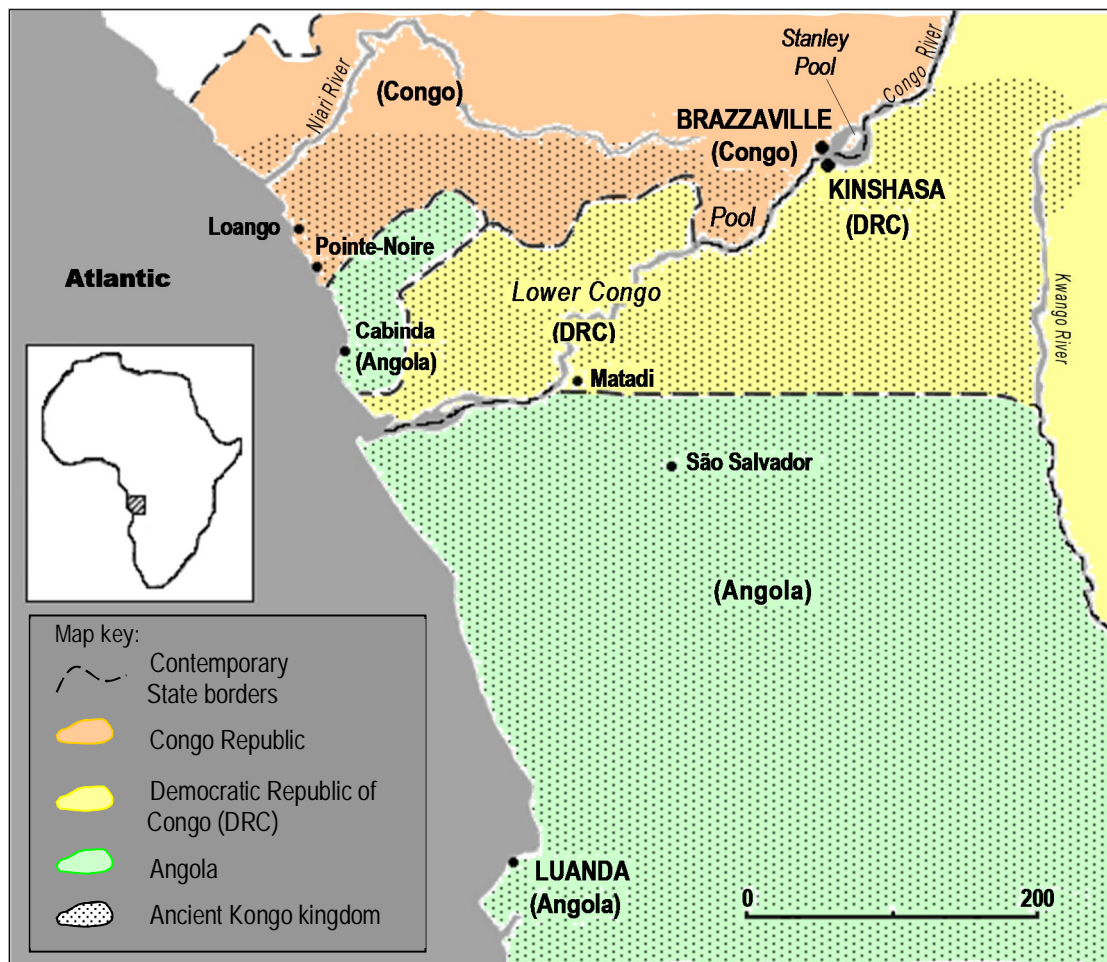 Stanley
Pool
Congo River
Niari River
(Congo)
BRAZZAVILLE
(Congo)
KINSHASA
(DRC)
Pool
Loango
Pointe-Noire
Atlantic
Lower Congo
(DRC)
Kwango River
Cabinda
(Angola)
Matadi
São Salvador
(Angola)
Map key:
Contemporary
State borders
Congo Republic
Democratic Republic of
Congo (DRC)
Angola
Ancient Kongo kingdom
LUANDA
(Angola)
0 200